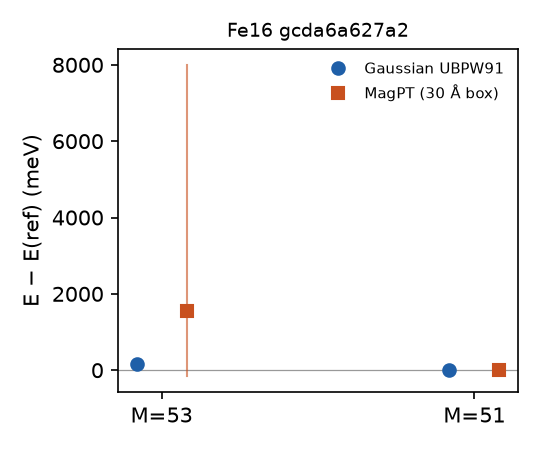 Fe16 gcda6a627a2
Gaussian UBPW91
MagPT (30 Å box)
E − E(ref) (meV)
8000
6000
4000
2000
0
M=53
M=51